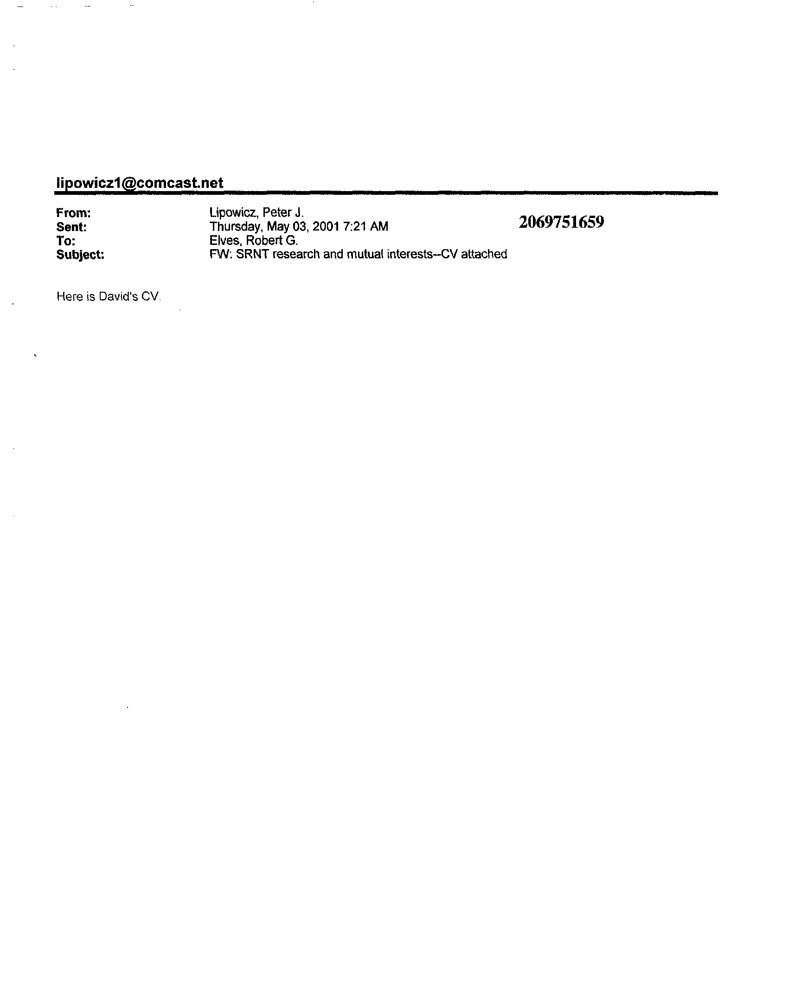 lipowicz1@comcast.net
From: Lipowicz, Peter J.
Sent: Thursday, May 03, 2001 7:21 AM
2069751659
To: Elves, Robert G.
Subject: FW: SRNT research and mutual interests--CV attached
Here is David's CV.